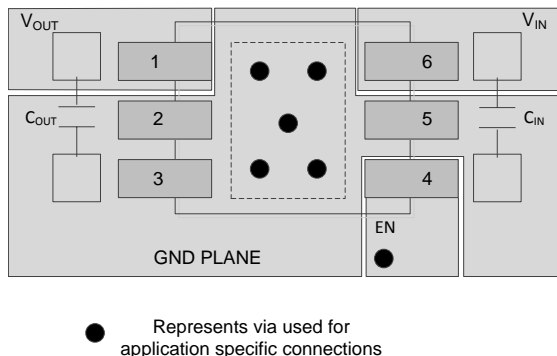 VOUT
VIN
1
6
COUT
2
5
CIN
3
4
EN
GND PLANE
Represents via used for
application specific connections